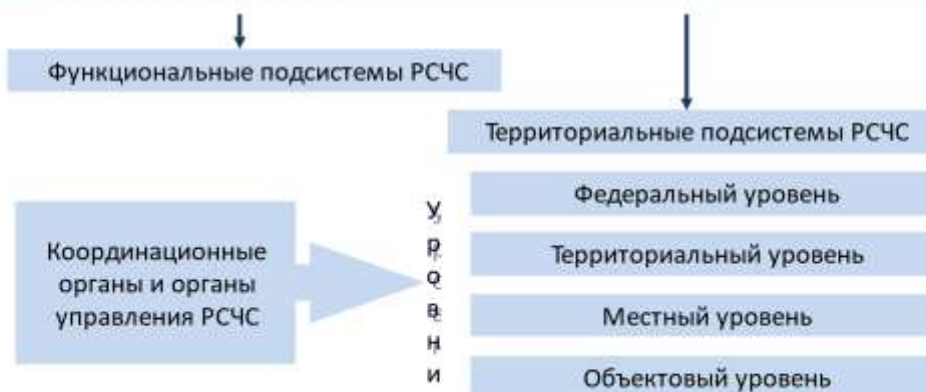 Функциональные подсистемы РСЧС
Территориальные подсистемы РСЧС
Федеральный уровень
Координационные
органы и органы
управления РСЧС
У
р
о
в
н
и
Территориальный уровень
Местный уровень
Объектовый уровень